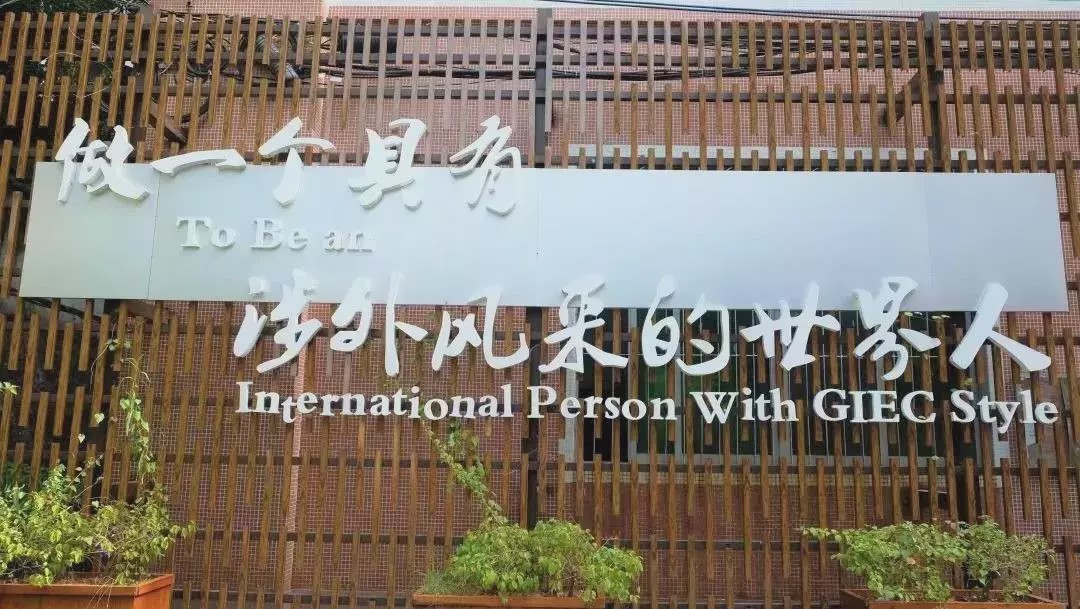 做一个具有
To Be an
涉外风采的世界人
International Person With GIEC Style